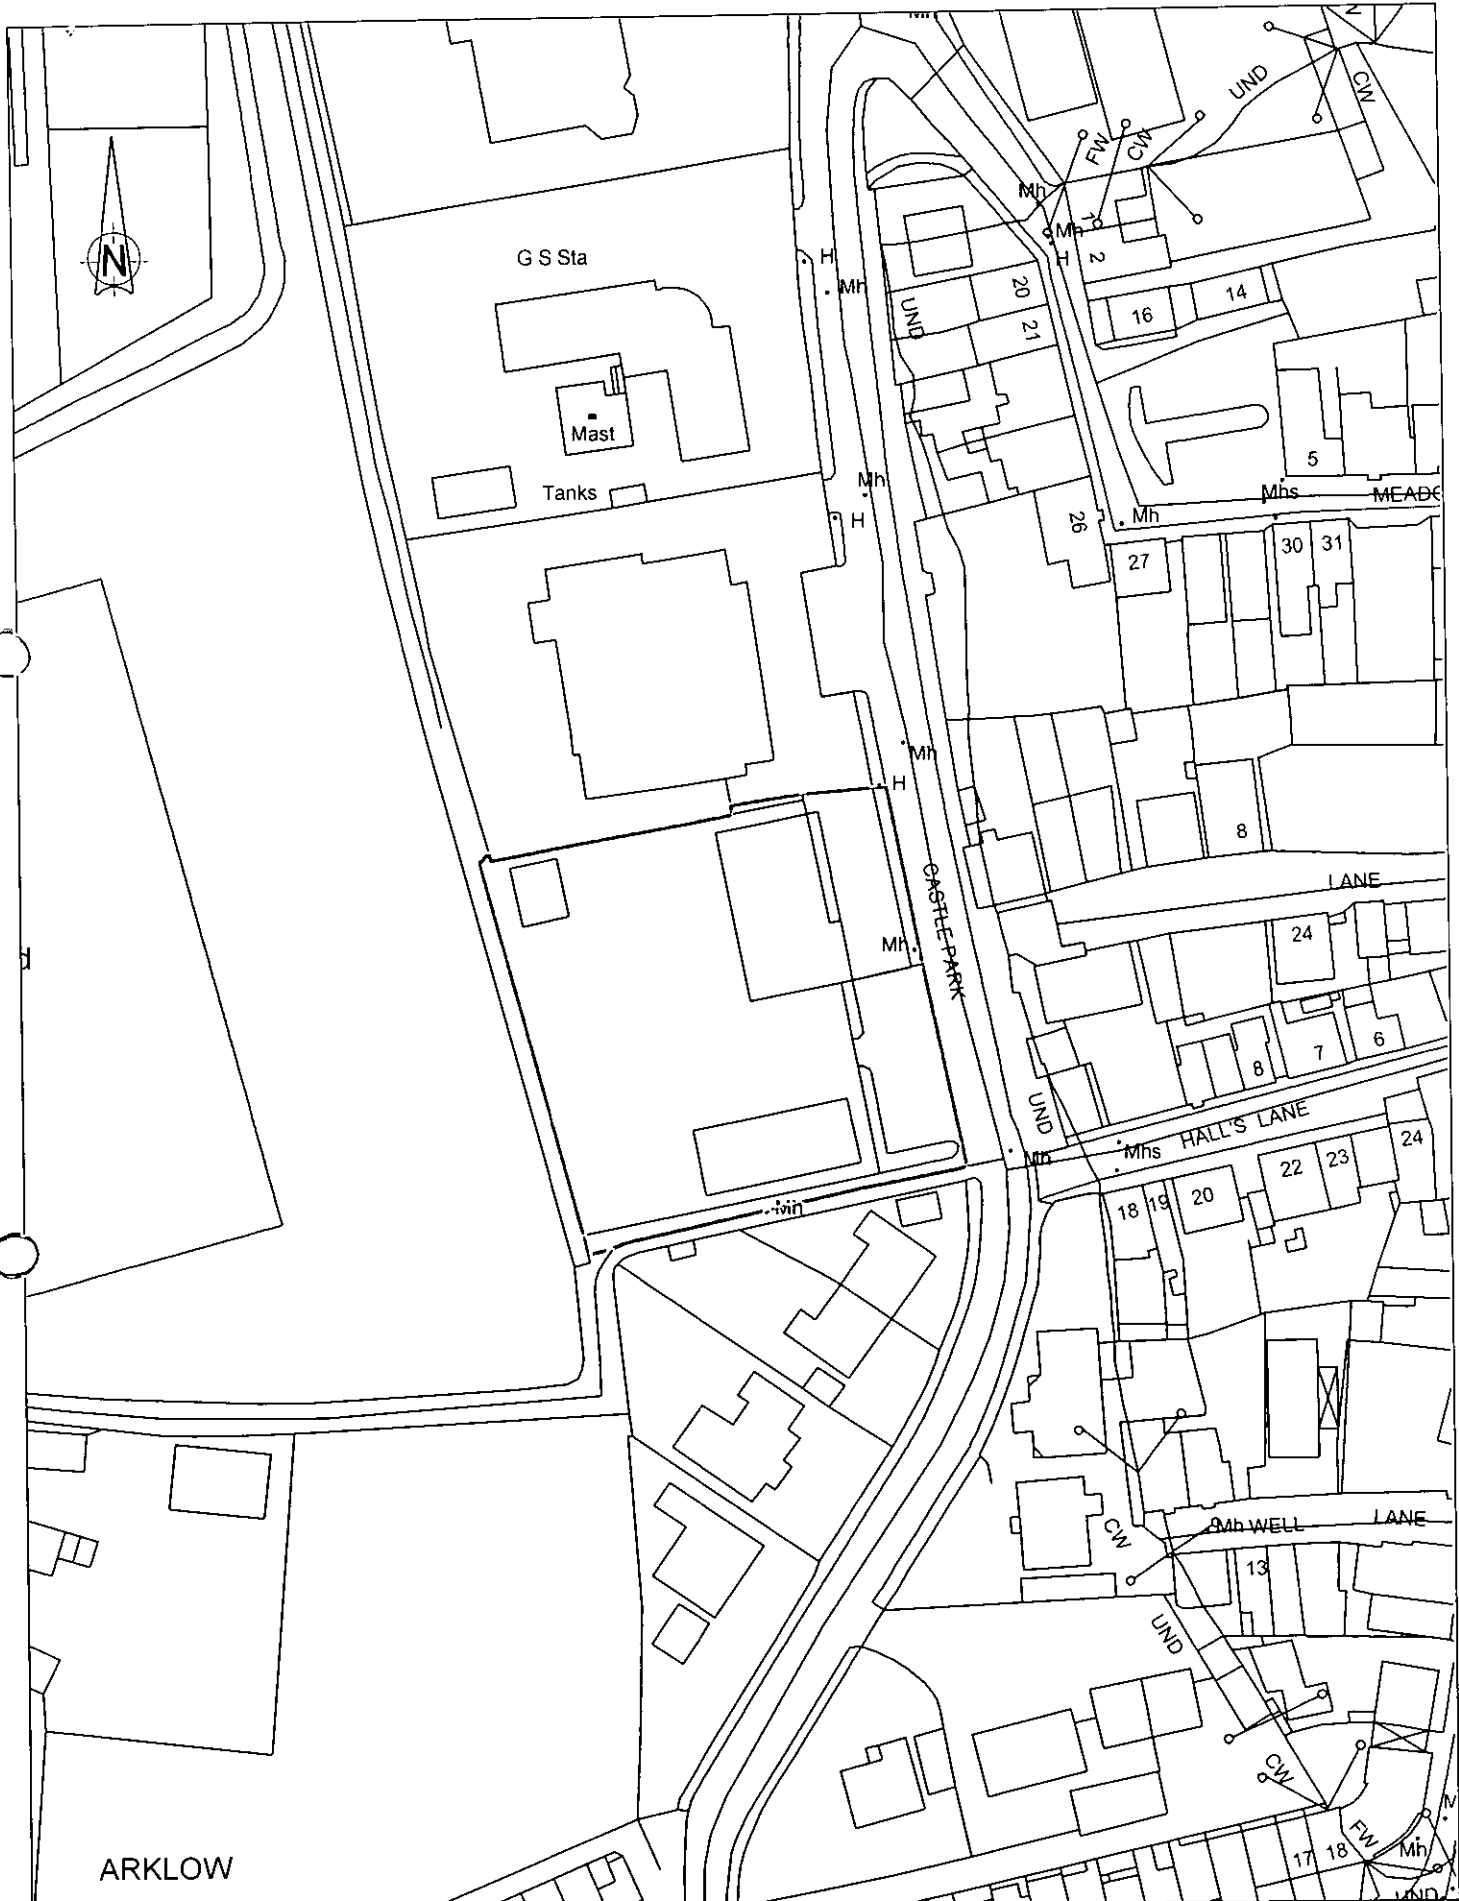 UND
CW
FW
CW
Mh
1
Mh
2
H
N
G S Sta
H
Mh
UND
20
21
16
14
Mast
Tanks
Mh
H
5
Mhs
26
Mh
27
30
31
Mh
H
8
CASTLE PARK
LANE
Mh
24
6
7
8
UND
HALL'S LANE
Mh
Mhs
24
23
22
20
19
18
Mh
CW
Mh WELL LANE
13
UND
CW
FW
Mh
17
18
UND
ARKLOW